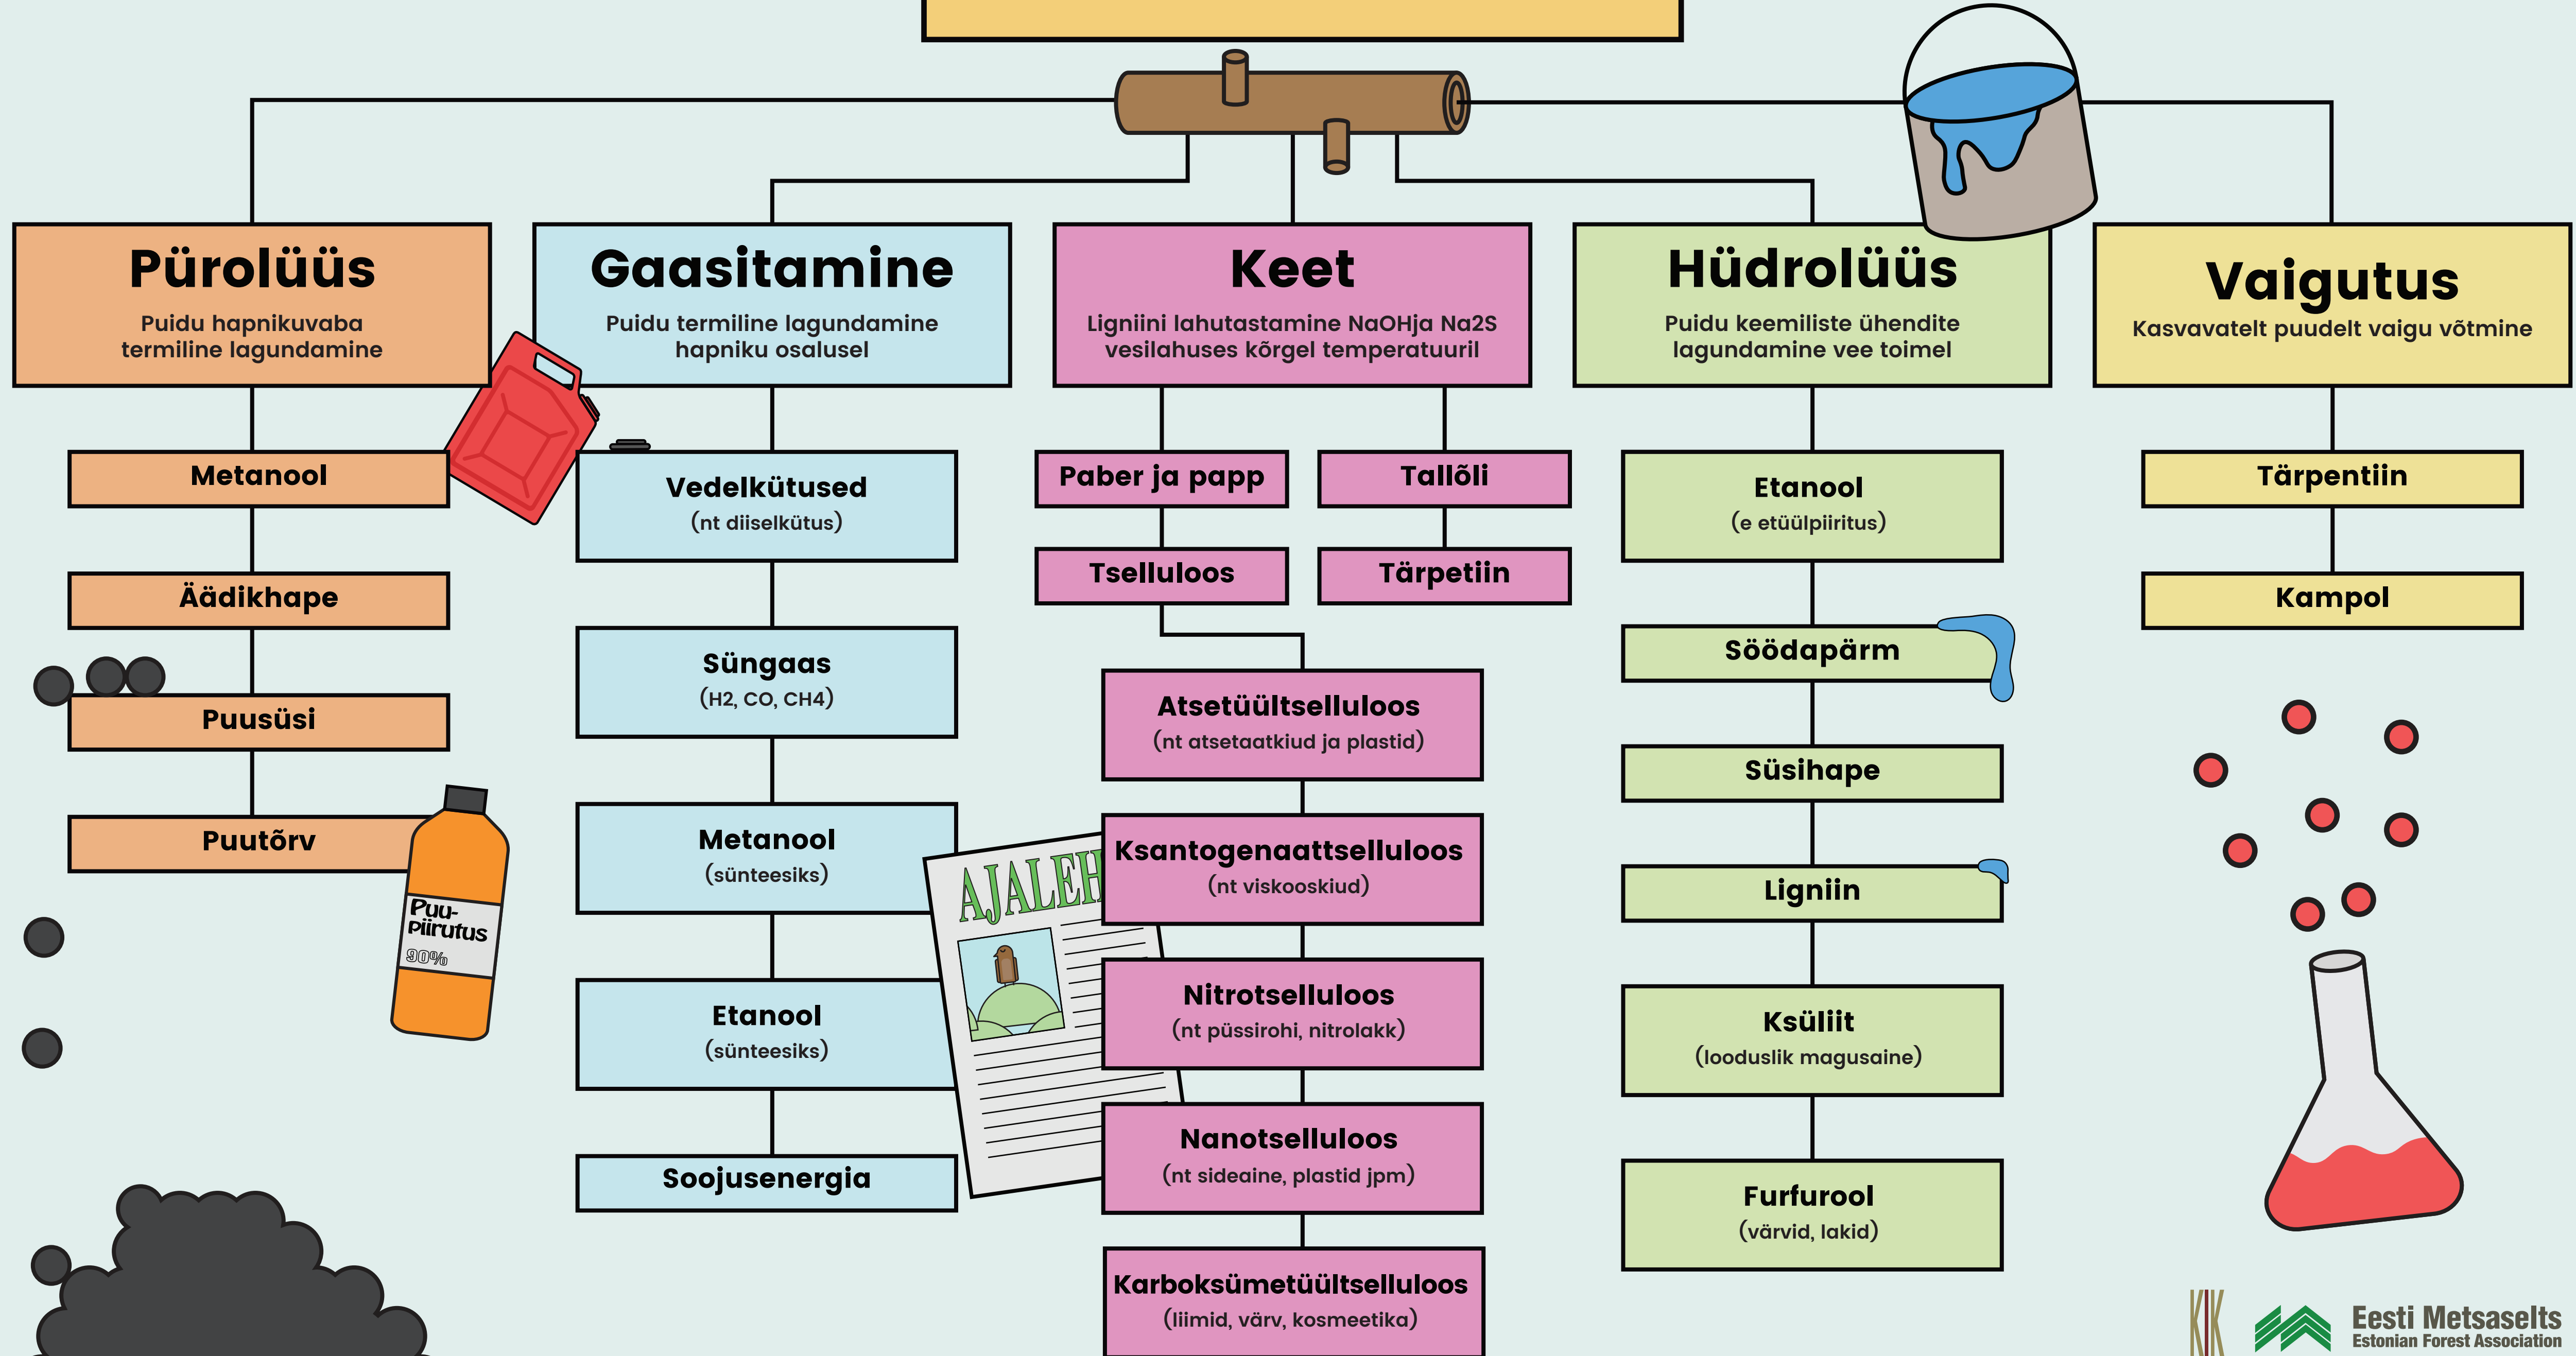 Pürolüüs
Puidu hapnikuvaba
termiline lagundamine
Metanool
Äädikhape
Puusüsi
Puutõrv
Puu-
piirutus
90%
Gaasitamine
Puidu termiline lagundamine
hapniku osalusel
Vedelkütused
(nt diiselkütus)
Süngaas
(H2, CO, CH4)
Metanool
(sünteesiks)
Etanool
(sünteesiks)
Soojusenergia
Keet
Ligniini lahutastamine NaOHja Na2S
vesilahuses kõrgel temperatuuril
Paber ja papp
Tselluloos
Tallõli
Tärpetiin
AJALEH
Atsetüültselluloos
(nt atsetaatkiud ja plastid)
Ksantogenaattselluloos
(nt viskooskiud)
Nitrotselluloos
(nt püssirohi, nitrolakk)
Nanotselluloos
(nt sideaine, plastid jpm)
Karboksümetüültselluloos
(liimid, värv, kosmeetika)
Hüdrolüüs
Puidu keemiliste ühendite
lagundamine vee toimel
Etanool
(e etüülpiiritus)
Söödapärm
Süsihape
Ligniin
Ksüliit
(looduslik magusaine)
Furfurool
(värvid, lakid)
Vaigutus
Kasvavatelt puudelt vaigu võtmine
Tärpentiin
Kampol
KIK
Eesti Metsaselts
Estonian Forest Association